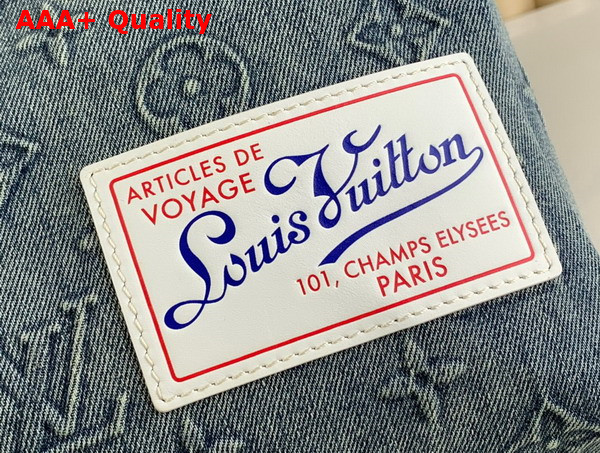 AAA+ Quality
ARTICLES DE
VOYAGE
Louis Vuitton
101, CHAMPS ELYSEES
PARIS